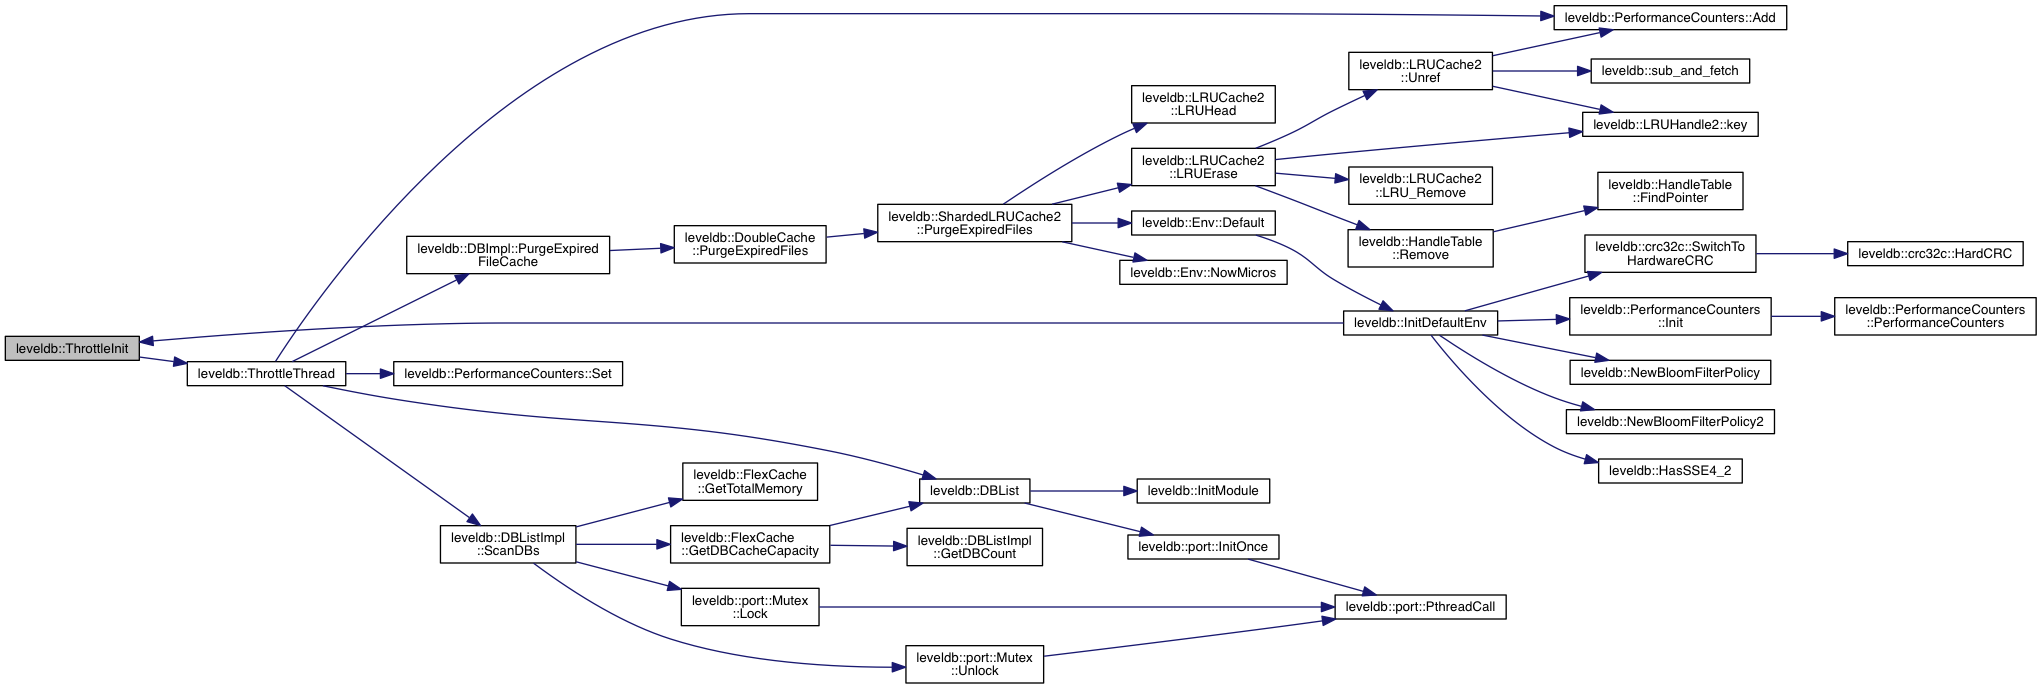 leveldb::ThrottleInit
leveldb::ThrottleThread
leveldb::DBImpl::PurgeExpired
FileCache
leveldb::PerformanceCounters::Set
leveldb::DBListImpl
::ScanDBs
leveldb::DoubleCache
::PurgeExpiredFiles
leveldb::FlexCache
::GetTotalMemory
leveldb::FlexCache
::GetDBCacheCapacity
leveldb::port::Mutex
::Lock
leveldb::ShardedLRUCache2
::PurgeExpiredFiles
leveldb::DBList
leveldb::DBListImpl
::GetDBCount
leveldb::port::Mutex
::Unlock
leveldb::LRUCache2
::LRUHead
leveldb::LRUCache2
::LRUErase
leveldb::Env::Default
leveldb::Env::NowMicros
leveldb::InitModule
leveldb::port::InitOnce
leveldb::LRUCache2
::Unref
leveldb::LRUCache2
::LRU_Remove
leveldb::HandleTable
::Remove
leveldb::InitDefaultEnv
leveldb::port::PthreadCall
leveldb::PerformanceCounters::Add
leveldb::sub_and_fetch
leveldb::LRUHandle2::key
leveldb::HandleTable
::FindPointer
leveldb::crc32c::SwitchTo
HardwareCRC
leveldb::PerformanceCounters
::Init
leveldb::NewBloomFilterPolicy
leveldb::NewBloomFilterPolicy2
leveldb::HasSSE4_2
leveldb::crc32c::HardCRC
leveldb::PerformanceCounters
::PerformanceCounters